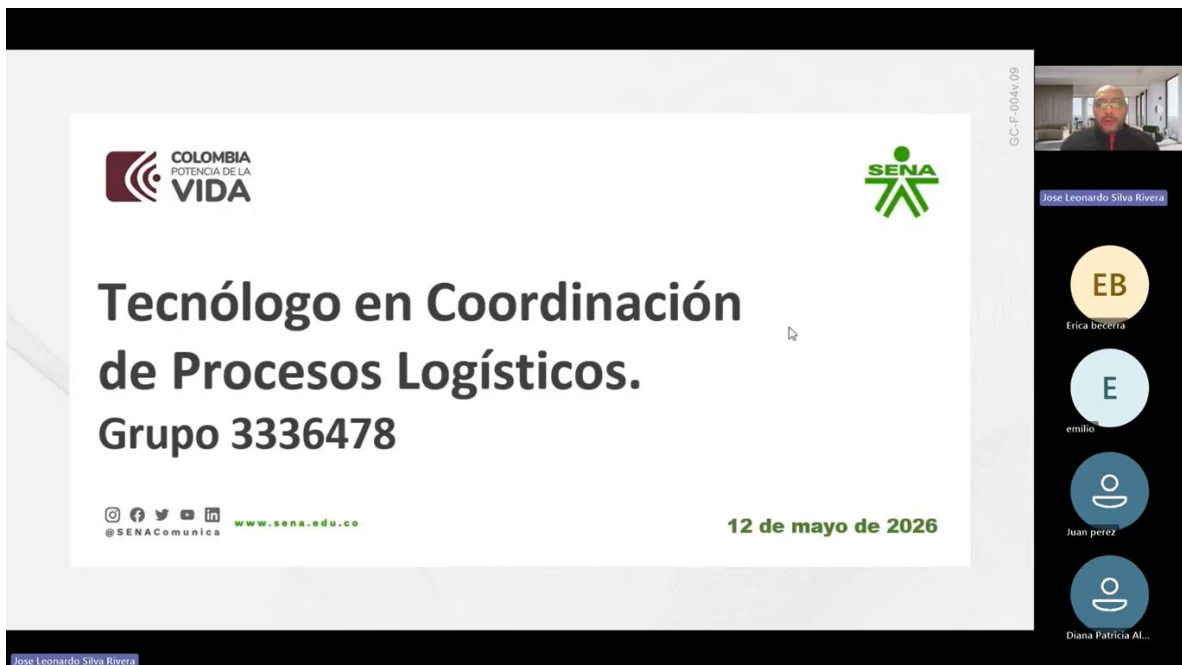 COLOMBIA
POTENCIA DE LA
VIDA
SENA
GC-F-004v.09
Tecnólogo en Coordinación
de Procesos Logísticos.
Grupo 3336478
@SENAComunica
www.sena.edu.co
12 de mayo de 2026
Jose Leonardo Silva Rivera
EB
Erica becerra
E
emilio
Juan perez
Diana Patricia Al...
Jose Leonardo Silva Rivera